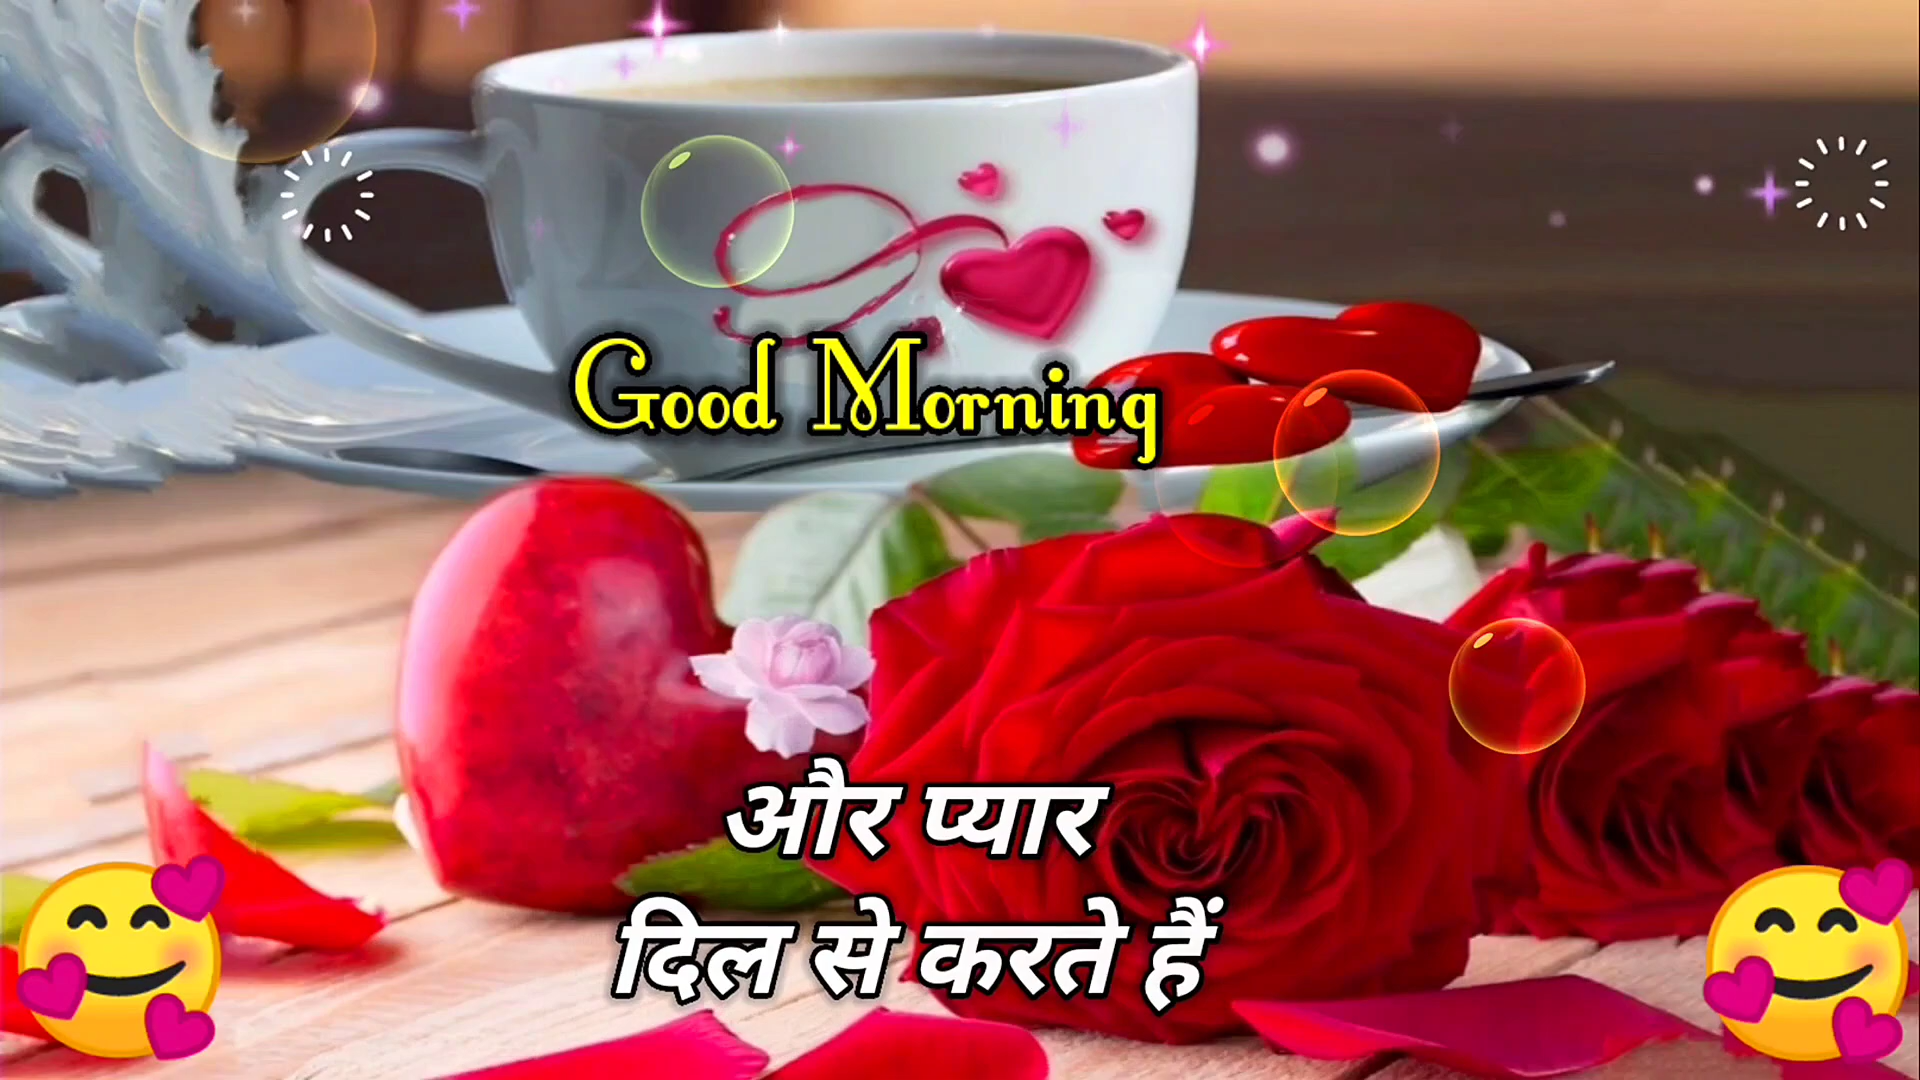 Good Morning
और प्यार
दिल से करते हैं